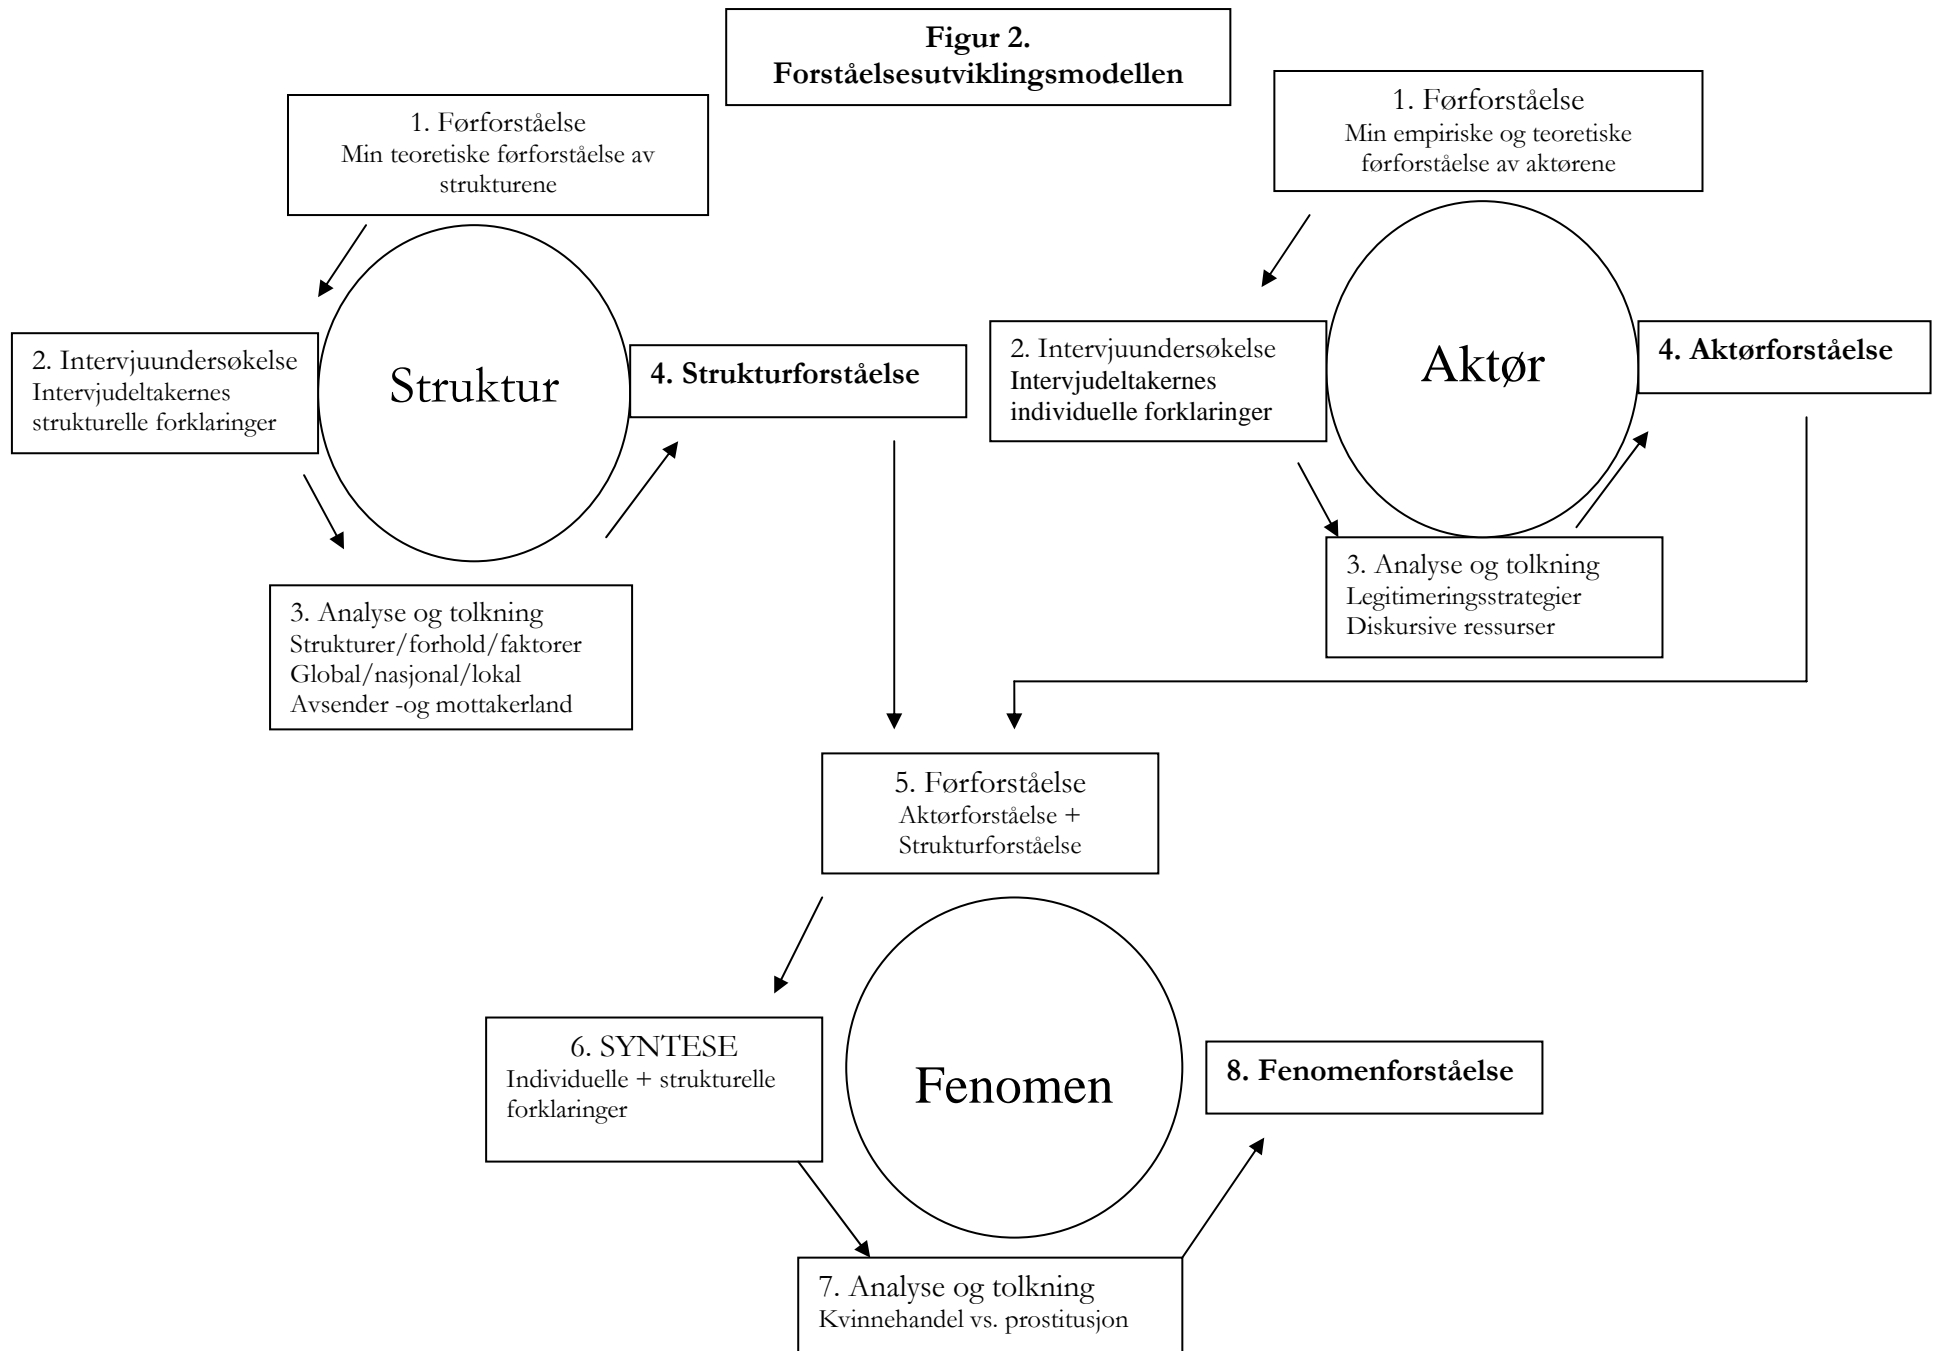 Figur 2.
Forståelsesutviklingsmodellen
1. Førforståelse
Min teoretiske førforståelse av
strukturene
1. Førforståelse
Min empiriske og teoretiske
førforståelse av aktørene
2. Intervjuundersøkelse
Intervjudeltakernes
strukturelle forklaringer
Struktur
4. Strukturforståelse
2. Intervjuundersøkelse
Intervjudeltakernes
individuelle forklaringer
Aktør
4. Aktørforståelse
3. Analyse og tolkning
Strukturer/forhold/faktorer
Global/nasjonal/lokal
Avsender -og mottakerland
3. Analyse og tolkning
Legitimeringsstrategier
Diskursive ressurser
5. Førforståelse
Aktørforståelse +
Strukturforståelse
6. SYNTESE
Individuelle + strukturelle
forklaringer
Fenomen
8. Fenomenforståelse
7. Analyse og tolkning
Kvinnehandel vs. prostitusjon